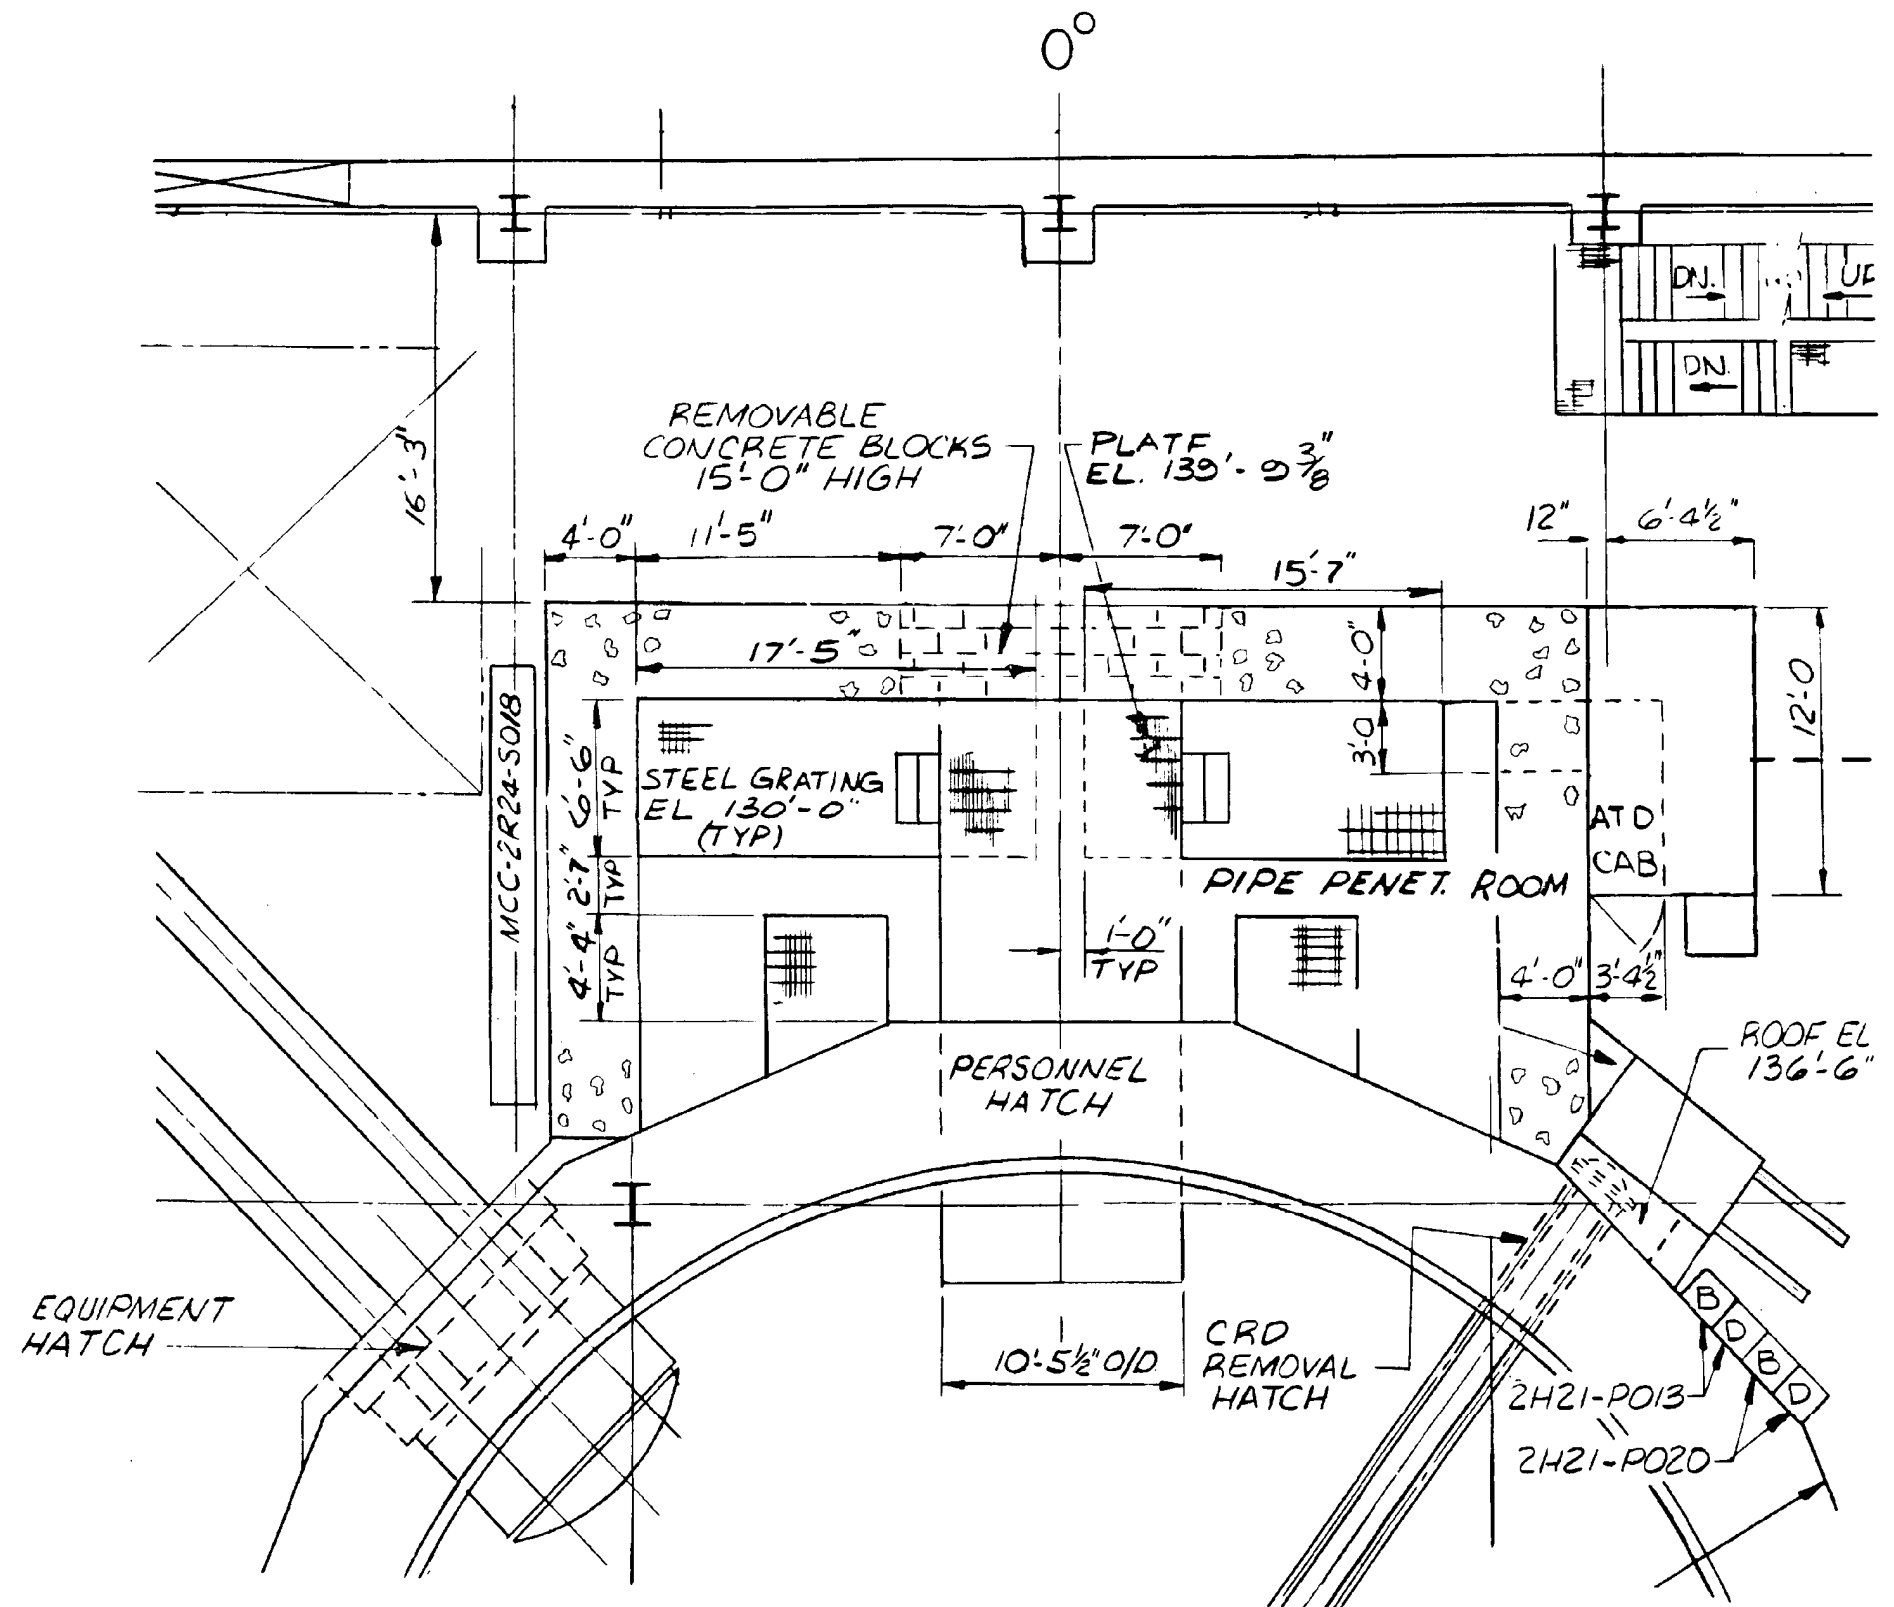 0°
DN.
DN.
REMOVABLE
CONCRETE BLOCKS
15'-0" HIGH
PLATE
EL. 139'-9 3/8"
16'-3"
4'-0"
11'-5"
7'-0"
7'-0"
12"
6'-4½"
15'-7"
17'-5"
4'-0"
3'-0
12'-0
MCC-2R24-S018
6'-6"
TYP
2'-7"
TYP
4'-4"
TYP
STEEL GRATING
EL 130'-0"
(TYP)
ATD
CAB
PIPE PENET. ROOM
1'-0"
TYP
4'-0"
3'-4½"
ROOF EL
136'-6"
PERSONNEL
HATCH
EQUIPMENT
HATCH
10'-5½" O/D
CRD
REMOVAL
HATCH
B
D
B
D
2H21-P013
2H21-P020